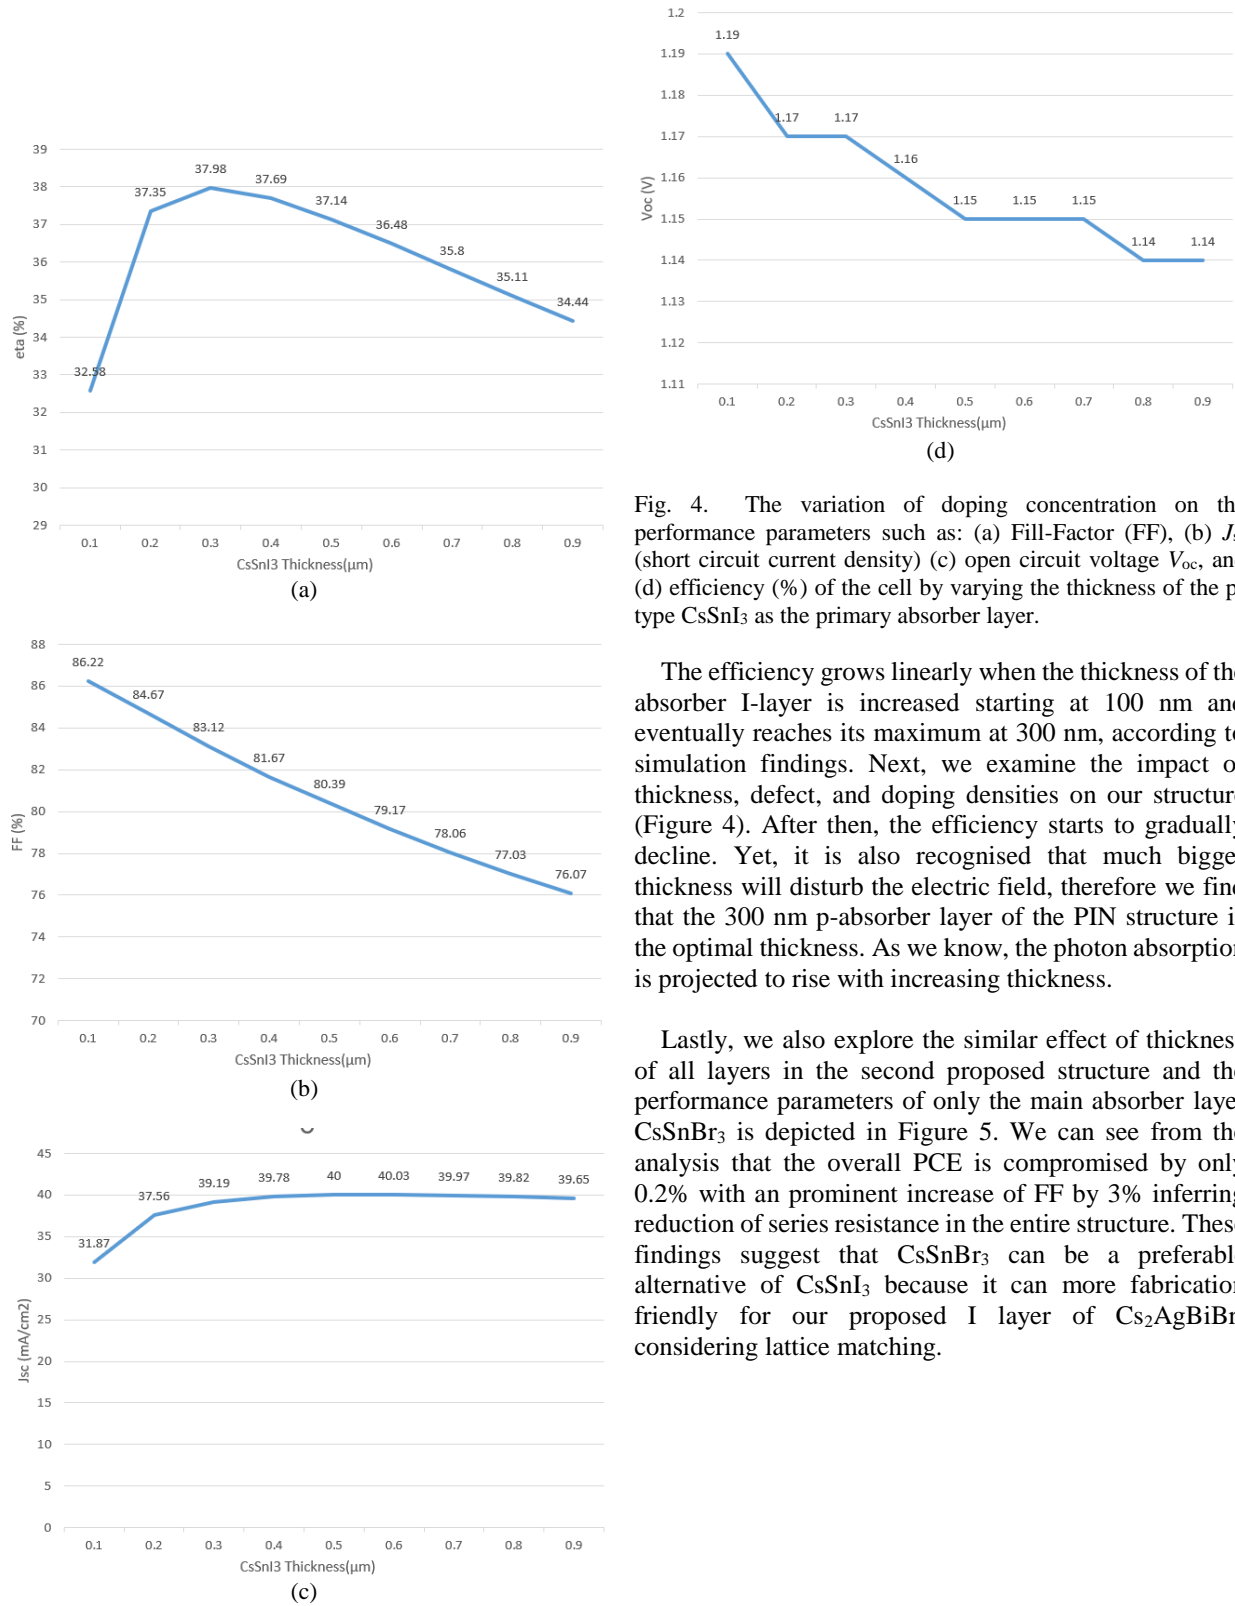 39
38
37
36
35
34
33
32
31
30
29
eta (%)
32.58
37.35
37.98
37.69
37.14
36.48
35.8
35.11
34.44
0.1 0.2 0.3 0.4 0.5 0.6 0.7 0.8 0.9
CsSnI3 Thickness(μm)
(a)
88
86
84
82
80
78
76
74
72
70
FF (%)
86.22
84.67
83.12
81.67
80.39
79.17
78.06
77.03
76.07
0.1 0.2 0.3 0.4 0.5 0.6 0.7 0.8 0.9
CsSnI3 Thickness(μm)
(b)
45
40
35
30
25
20
15
10
5
0
Jsc (mA/cm2)
31.87
37.56
39.19
39.78
40
40.03
39.97
39.82
39.65
0.1 0.2 0.3 0.4 0.5 0.6 0.7 0.8 0.9
CsSnI3 Thickness(μm)
(c)
1.2
1.19
1.18
1.17
1.16
1.15
1.14
1.13
1.12
1.11
Voc (V)
1.19
1.17
1.17
1.16
1.15
1.15
1.15
1.14
1.14
0.1 0.2 0.3 0.4 0.5 0.6 0.7 0.8 0.9
CsSnI3 Thickness(μm)
(d)
Fig. 4. The variation of doping concentration on th
performance parameters such as: (a) Fill-Factor (FF), (b) J
(short circuit current density) (c) open circuit voltage Voc, and
(d) efficiency (%) of the cell by varying the thickness of the p
type CsSnI₃ as the primary absorber layer.
The efficiency grows linearly when the thickness of the
absorber I-layer is increased starting at 100 nm and
eventually reaches its maximum at 300 nm, according to
simulation findings. Next, we examine the impact o
thickness, defect, and doping densities on our structure
(Figure 4). After then, the efficiency starts to gradually
decline. Yet, it is also recognised that much bigge
thickness will disturb the electric field, therefore we find
that the 300 nm p-absorber layer of the PIN structure i
the optimal thickness. As we know, the photon absorption
is projected to rise with increasing thickness.
Lastly, we also explore the similar effect of thicknes
of all layers in the second proposed structure and the
performance parameters of only the main absorber laye
CsSnBr₃ is depicted in Figure 5. We can see from the
analysis that the overall PCE is compromised by only
0.2% with an prominent increase of FF by 3% inferring
reduction of series resistance in the entire structure. These
findings suggest that CsSnBr₃ can be a preferable
alternative of CsSnI₃ because it can more fabrication
friendly for our proposed I layer of Cs₂AgBiBr
considering lattice matching.